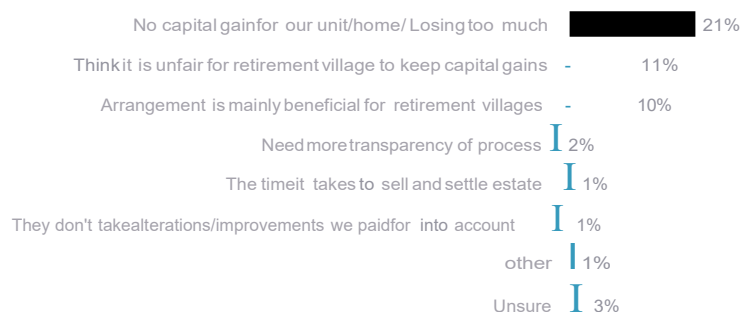 No capital gainfor our unit/home/ Losing too much 21%
Think it is unfair for retirement village to keep capital gains - 11%
Arrangement is mainly beneficial for retirement villages - 10%
Need more transparency of process I 2%
The timeit takes to sell and settle estate I 1%
They don't takealterations/improvements we paidfor into account I 1%
other I 1%
Unsure I 3%